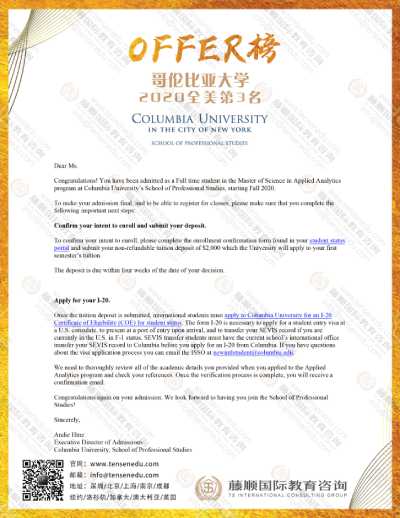 OFFER榜
哥伦比亚大学
2020全美第3名
COLUMBIA UNIVERSITY
IN THE CITY OF NEW YORK
SCHOOL OF PROFESSIONAL STUDIES
Dear Ms.
Congratulations! You have been admitted as a Full time student in the Master of Science in Applied Analytics
program at Columbia University's School of Professional Studies, starting Fall 2020.
To make your admission final, and to be able to register for classes, please make sure that you complete the
following important next steps:
Confirm your intent to enroll and submit your deposit.
To confirm your intent to enroll, please complete the enrollment confirmation form found in your student status
portal and submit your non-refundable tuition deposit of $2,000 which the University will apply to your first
semester's tuition
The deposit is due within four weeks of the date of your decision.
Apply for your I-20.
Once the tuition deposit is submitted, international students must apply to Columbia University for an I-20
Certificate of Eligibility (COE) for student status. The form I-20 is necessary to apply for a student entry visa at
a U.S. consulate, to present at a port of entry upon arrival, and to transfer your SEVIS record if you are
currently in the U.S. in F-1 status. SEVIS transfer students must have the current school's international office
transfer your SEVIS record to Columbia before you apply for an I-20 from Columbia. If you have questions
about the visa application process you can email the ISSO at newintlstudent@columbia.edu.
We need to thoroughly review all of the academic details you provided when you applied to the Applied
Analytics program and check your references. Once the verification process is complete, you will receive a
confirmation email.
Congratulations again on your admission. We look forward to having you join the School of Professional
Studies!
Sincerely,
Executive Director of Admissions
Columbia University, School of Professional Studies
官网：www.tensenedu.com
邮箱：info@tensenedu.com
地址：深圳/北京/上海/南京/成都
纽约/洛杉矶/加拿大/澳大利亚/英国
藤顺国际教育咨询
TS INTERNATIONAL CONSULTING GROUP